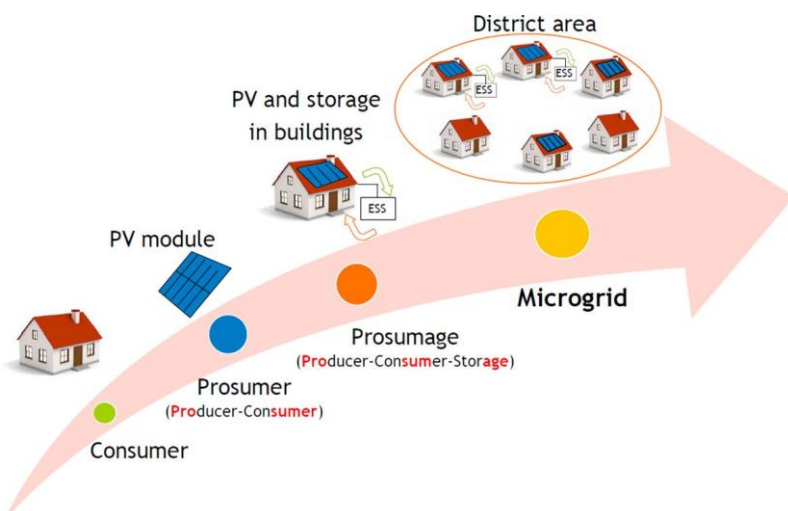 District area
ESS
ESS
PV and storage
in buildings
ESS
PV module
Microgrid
Prosumage
(Producer-Consumer-Storage)
Prosumer
(Producer-Consumer)
Consumer